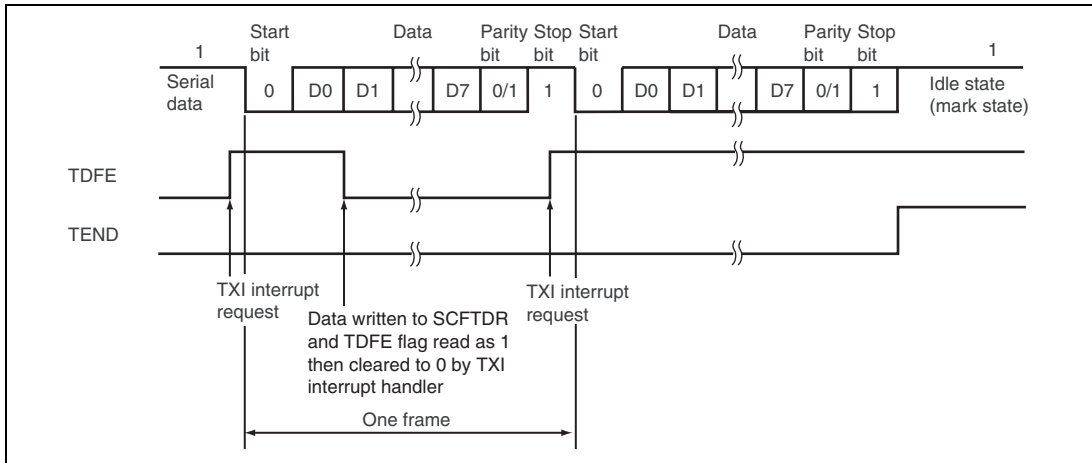 Start bit
Data
Parity bit
Stop bit
Start bit
Data
Parity bit
Stop bit
1
1
Serial data
0
D0
D1
D7
0/1
1
0
D0
D1
D7
0/1
1
Idle state
(mark state)
TDFE
TEND
TXI interrupt
request
Data written to SCFTDR
and TDFE flag read as 1
then cleared to 0 by TXI
interrupt handler
TXI interrupt
request
One frame